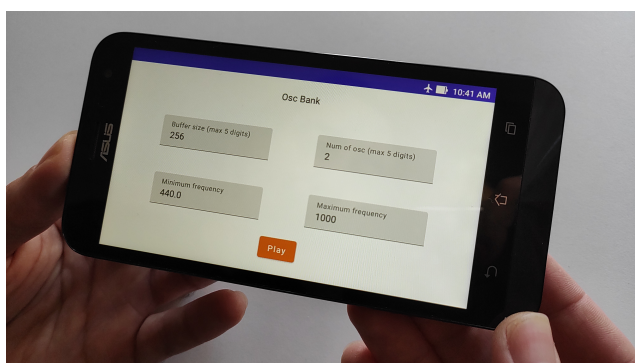 10:41 AM
Osc Bank
Buffer size (max 5 digits)
256
Num of osc (max 5 digits)
2
Minimum frequency
440.0
Maximum frequency
1000
Play
ASUS